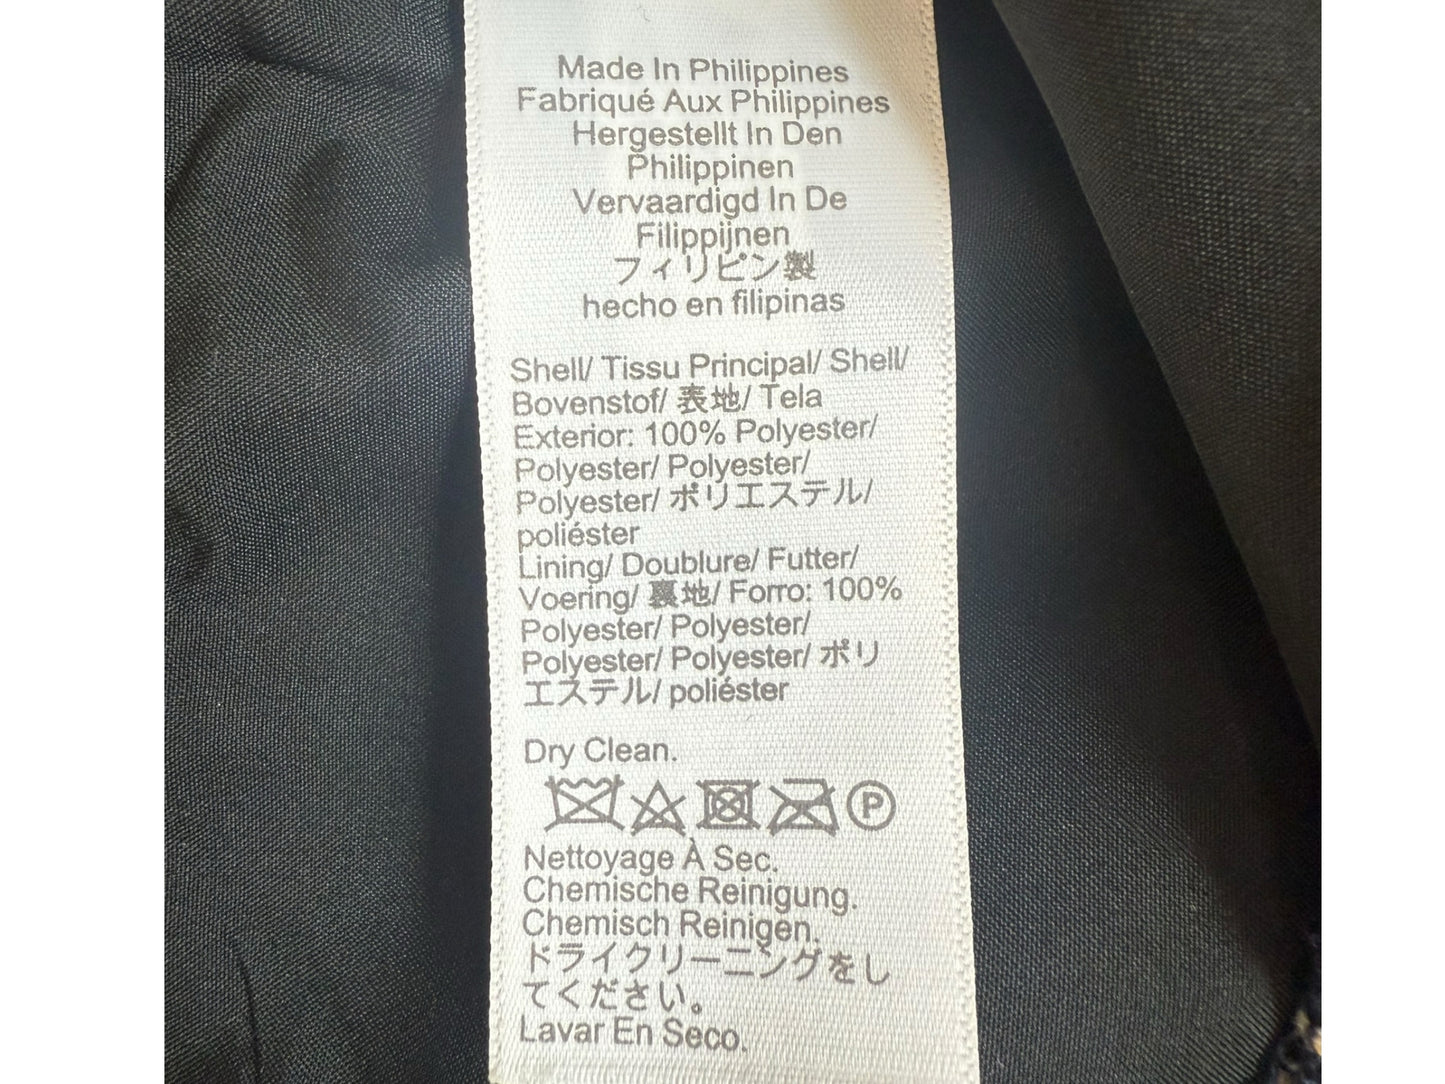 Made In Philippines
Fabriqué Aux Philippines
Hergestellt In Den
Philippinen
Vervaardigd In De
Filippijnen
フィリピン製
hecho en filipinas
Shell/ Tissu Principal/ Shell/
Bovenstof/ 表地/ Tela
Exterior: 100% Polyester/
Polyester/ Polyester/
Polyester/ ポリエステル/
poliéster
Lining/ Doublure/ Futter/
Voering/ 裏地/ Forro: 100%
Polyester/ Polyester/
Polyester/ Polyester/ ポリ
エステル/ poliéster
Dry Clean.
P
Nettoyage À Sec.
Chemische Reinigung.
Chemisch Reinigen.
ドライクリーニングをし
てください。
Lavar En Seco.